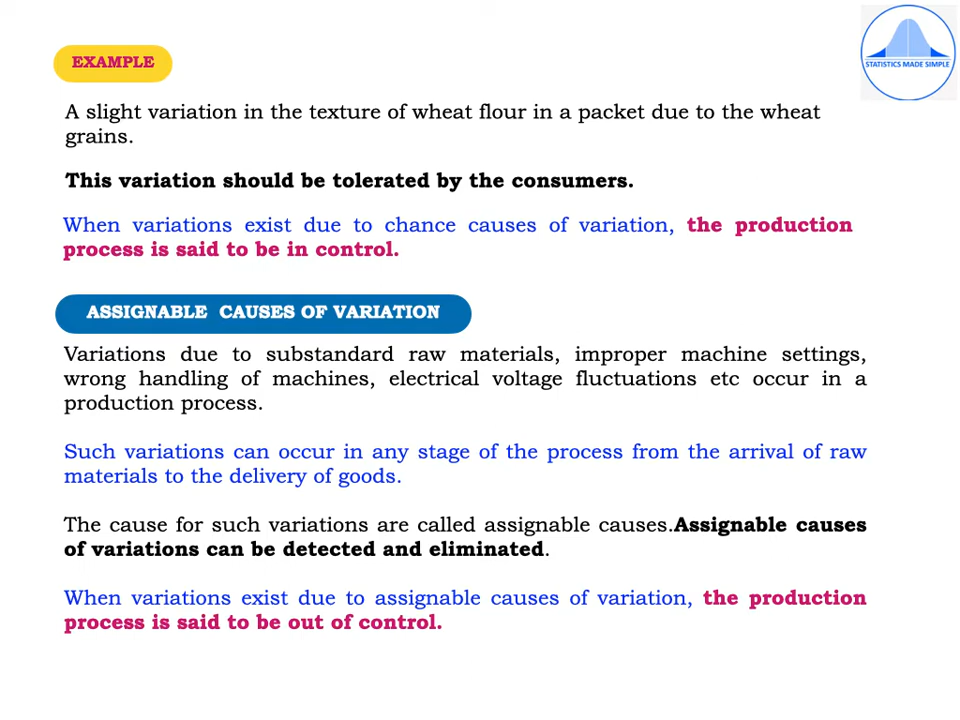 STATISTICS MADE SIMPLE
EXAMPLE
A slight variation in the texture of wheat flour in a packet due to the wheat
grains.
This variation should be tolerated by the consumers.
When variations exist due to chance causes of variation, the production
process is said to be in control.
ASSIGNABLE CAUSES OF VARIATION
Variations due to substandard raw materials, improper machine settings,
wrong handling of machines, electrical voltage fluctuations etc occur in a
production process.
Such variations can occur in any stage of the process from the arrival of raw
materials to the delivery of goods.
The cause for such variations are called assignable causes.Assignable causes
of variations can be detected and eliminated.
When variations exist due to assignable causes of variation, the production
process is said to be out of control.